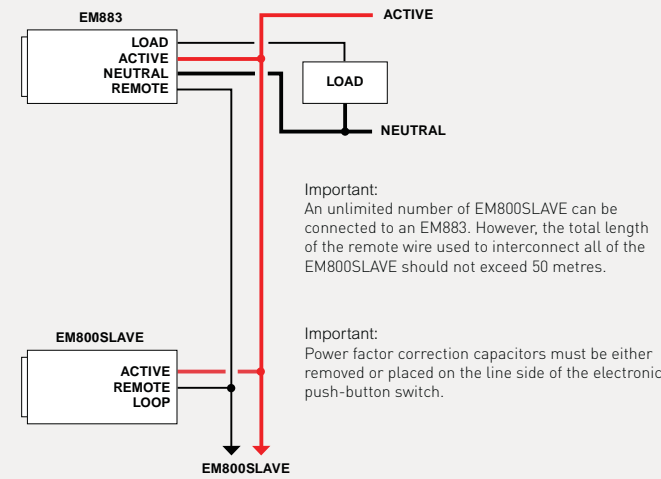 EM883
ACTIVE
LOAD
ACTIVE
NEUTRAL
REMOTE
LOAD
NEUTRAL
Important:
An unlimited number of EM800SLAVE can be
connected to an EM883. However, the total length
of the remote wire used to interconnect all of the
EM800SLAVE should not exceed 50 metres.
EM800SLAVE
ACTIVE
REMOTE
LOOP
Important:
Power factor correction capacitors must be either
removed or placed on the line side of the electronic
push-button switch.
EM800SLAVE